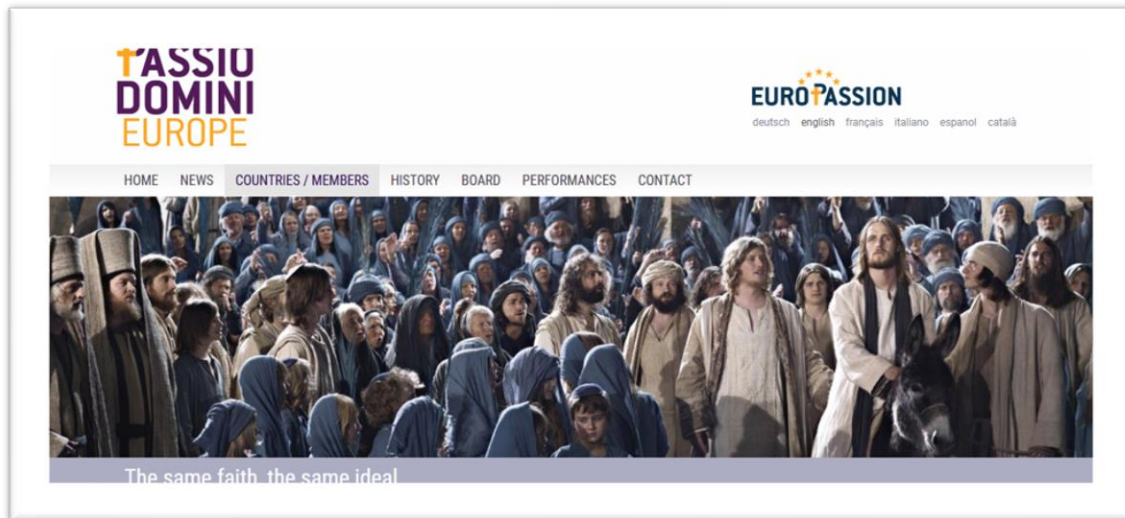 PASSIO
DOMINI
EUROPE
EUROPASSION
deutsch english français italiano espanol català
HOME NEWS COUNTRIES / MEMBERS HISTORY BOARD PERFORMANCES CONTACT
The same faith, the same ideal